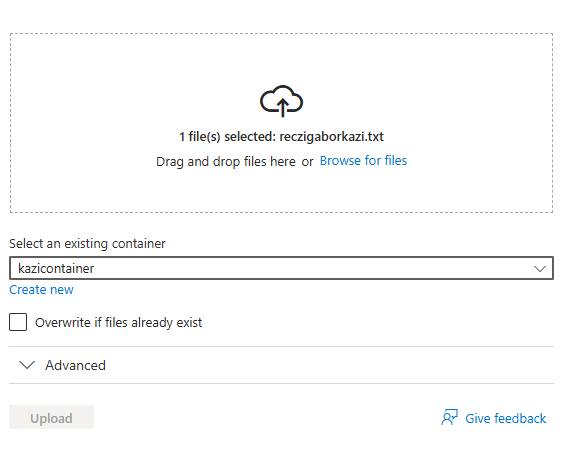 1 file(s) selected: reczigaborkazi.txt
Drag and drop files here or Browse for files
Select an existing container
kazicontainer
Create new
Overwrite if files already exist
Advanced
Upload
Give feedback